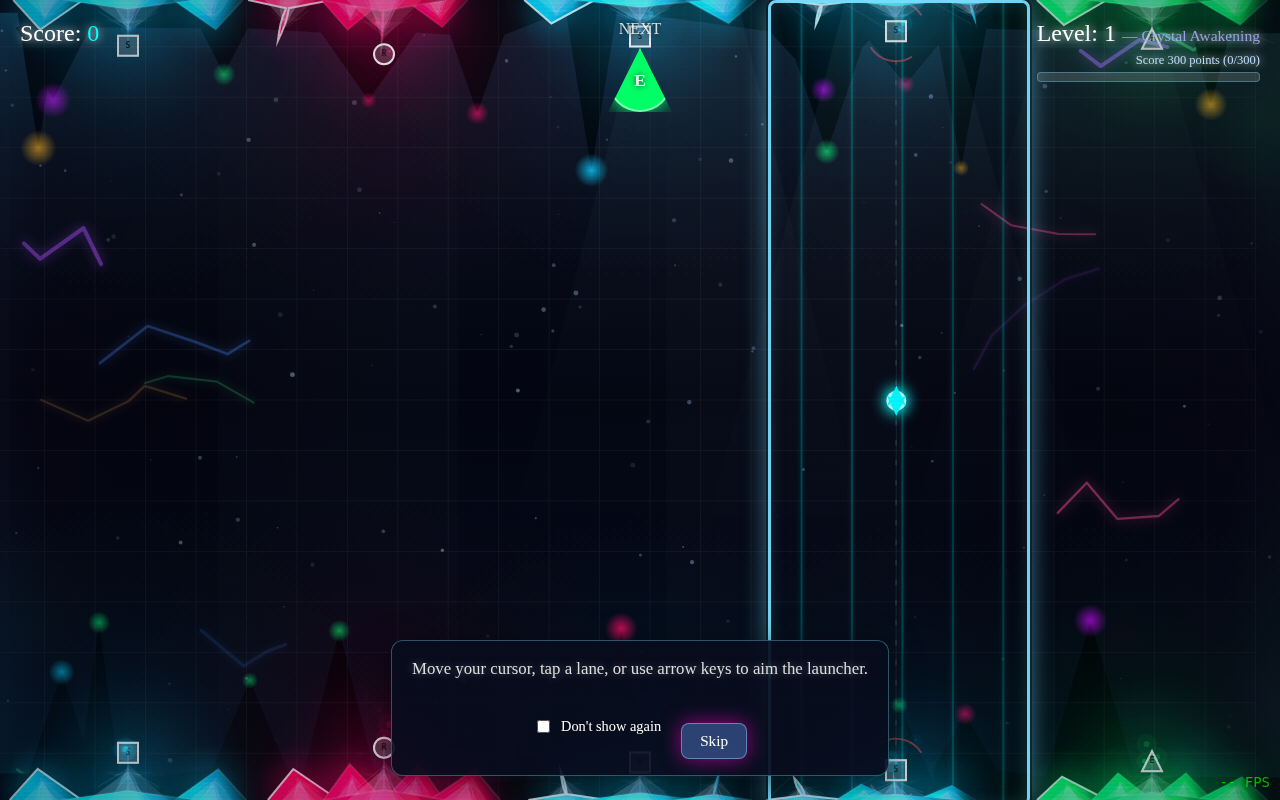 Score: 0
NEXT
E
Level: 1 — Crystal Awakening
Score 300 points (0/300)
S
R
S
Move your cursor, tap a lane, or use arrow keys to aim the launcher.
Don't show again
Skip
S
R
S
-- FPS